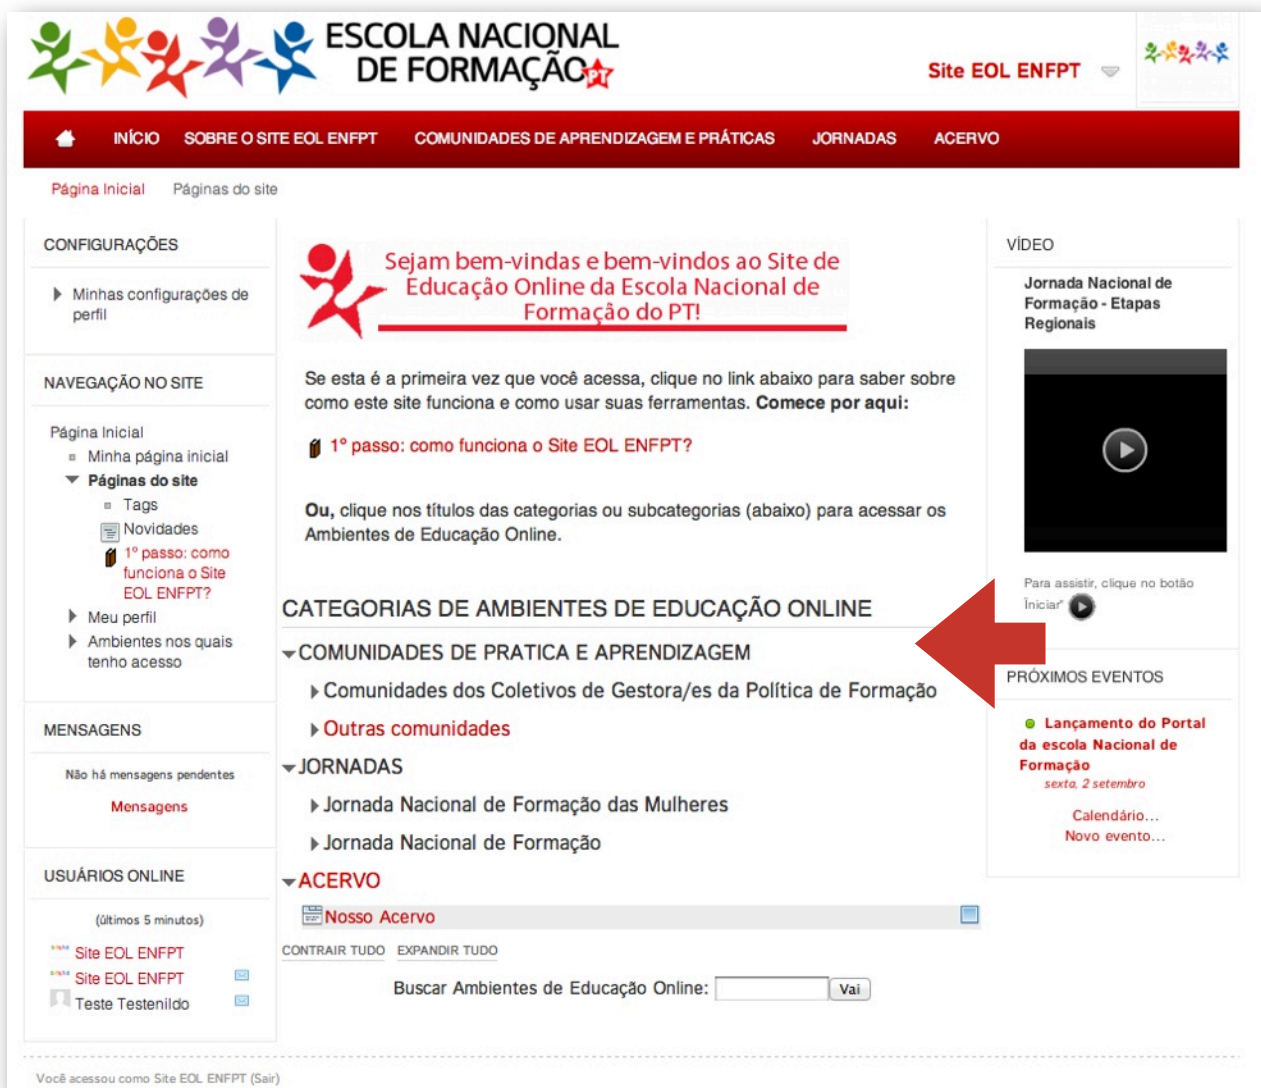 ESCOLA NACIONAL
DE FORMAÇÃO PT
Site EOL ENFPT
INÍCIO SOBRE O SITE EOL ENFPT COMUNIDADES DE APRENDIZAGEM E PRÁTICAS JORNADAS ACERVO
Página Inicial Páginas do site
CONFIGURAÇÕES
Minhas configurações de
perfil
NAVEGAÇÃO NO SITE
Página Inicial
Minha página inicial
Páginas do site
Tags
Novidades
1º passo: como
funciona o Site
EOL ENFPT?
Meu perfil
Ambientes nos quais
tenho acesso
MENSAGENS
Não há mensagens pendentes
Mensagens
USUÁRIOS ONLINE
(últimos 5 minutos)
Site EOL ENFPT
Site EOL ENFPT
Teste Testenildo
Sejam bem-vindas e bem-vindos ao Site de
Educação Online da Escola Nacional de
Formação do PT!
Se esta é a primeira vez que você acessa, clique no link abaixo para saber sobre
como este site funciona e como usar suas ferramentas. Comece por aqui:
1º passo: como funciona o Site EOL ENFPT?
Ou, clique nos títulos das categorias ou subcategorias (abaixo) para acessar os
Ambientes de Educação Online.
CATEGORIAS DE AMBIENTES DE EDUCAÇÃO ONLINE
COMUNIDADES DE PRATICA E APRENDIZAGEM
Comunidades dos Coletivos de Gestora/es da Política de Formação
Outras comunidades
JORNADAS
Jornada Nacional de Formação das Mulheres
Jornada Nacional de Formação
ACERVO
Nosso Acervo
CONTRAIR TUDO EXPANDIR TUDO
Buscar Ambientes de Educação Online: Vai
VÍDEO
Jornada Nacional de
Formação - Etapas
Regionais
Para assistir, clique no botão
Ïniciar"
PRÓXIMOS EVENTOS
Lançamento do Portal
da escola Nacional de
Formação
sexta, 2 setembro
Calendário...
Novo evento...
Você acessou como Site EOL ENFPT (Sair)